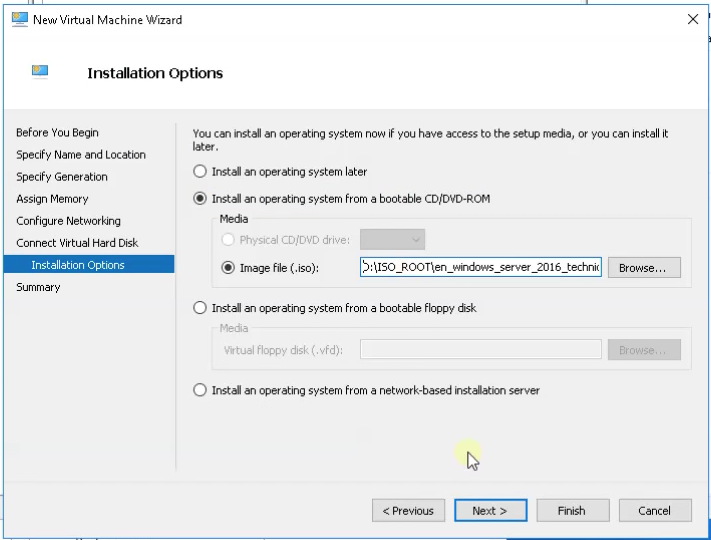 New Virtual Machine Wizard
Installation Options
Before You Begin
Specify Name and Location
Specify Generation
Assign Memory
Configure Networking
Connect Virtual Hard Disk
Installation Options
Summary
You can install an operating system now if you have access to the setup media, or you can install it
later.
Install an operating system later
Install an operating system from a bootable CD/DVD-ROM
Media
Physical CD/DVD drive:
Image file (.iso):
D:\ISO_ROOT\en_windows_server_2016_technic
Browse...
Install an operating system from a bootable floppy disk
Media
Virtual floppy disk (.vfd):
Browse...
Install an operating system from a network-based installation server
< Previous
Next >
Finish
Cancel